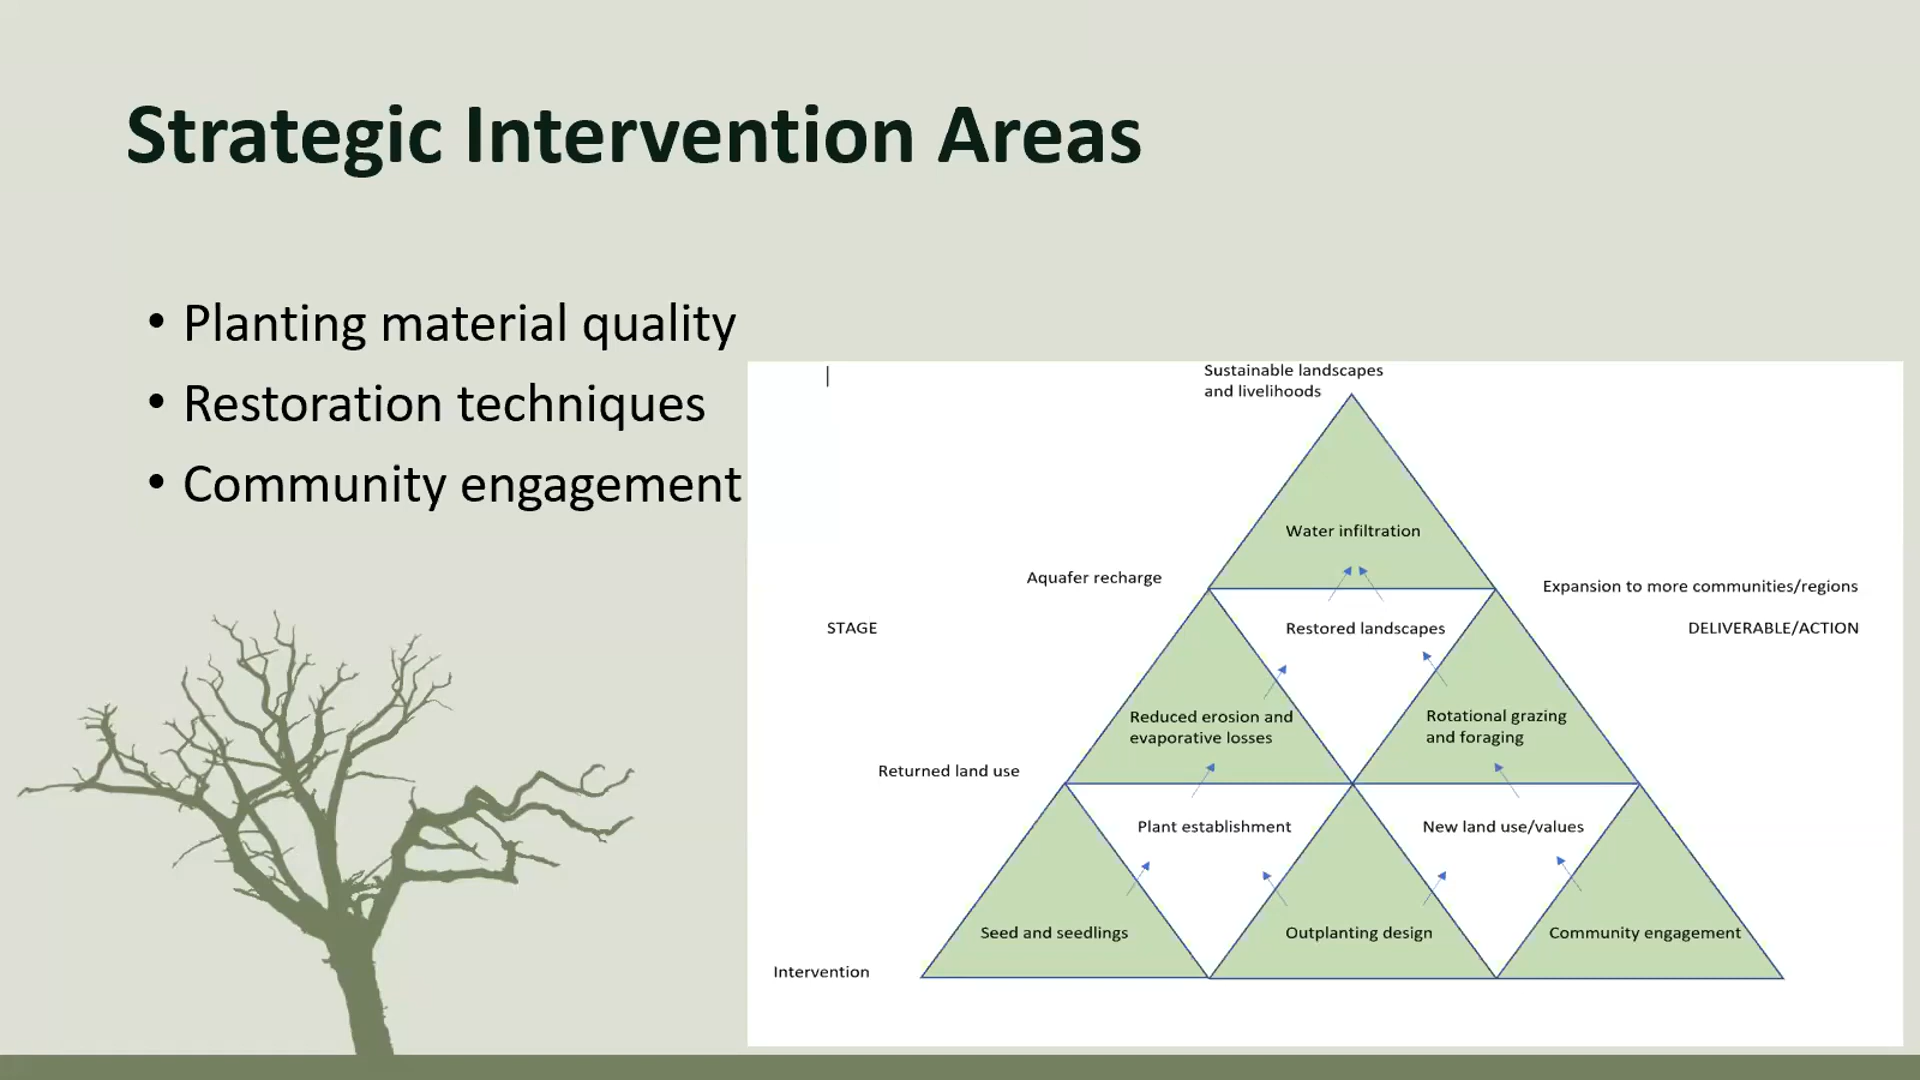 Strategic Intervention Areas
• Planting material quality
• Restoration techniques
• Community engagement
Sustainable landscapes
and livelihoods
Water infiltration
Aquafer recharge
Expansion to more communities/regions
STAGE
Restored landscapes
DELIVERABLE/ACTION
Reduced erosion and
evaporative losses
Rotational grazing
and foraging
Returned land use
Plant establishment
New land use/values
Seed and seedlings
Outplanting design
Community engagement
Intervention